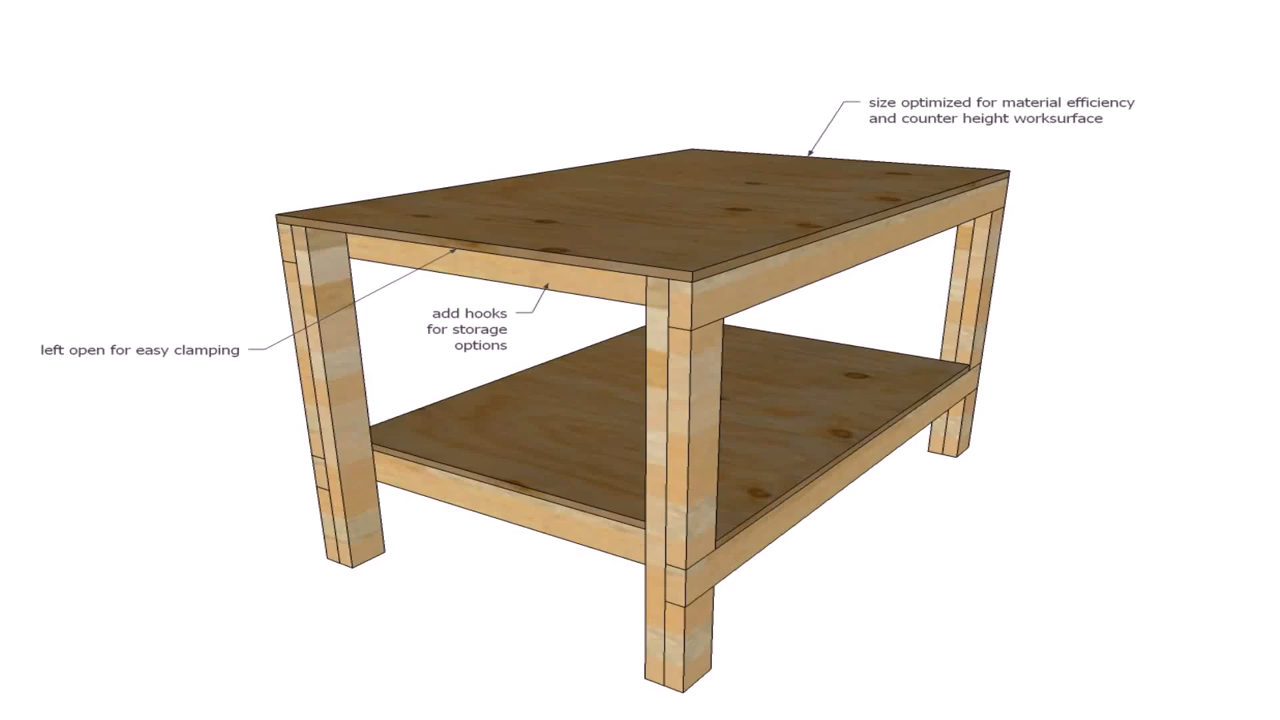 size optimized for material efficiency
and counter height worksurface
add hooks
for storage
options
left open for easy clamping